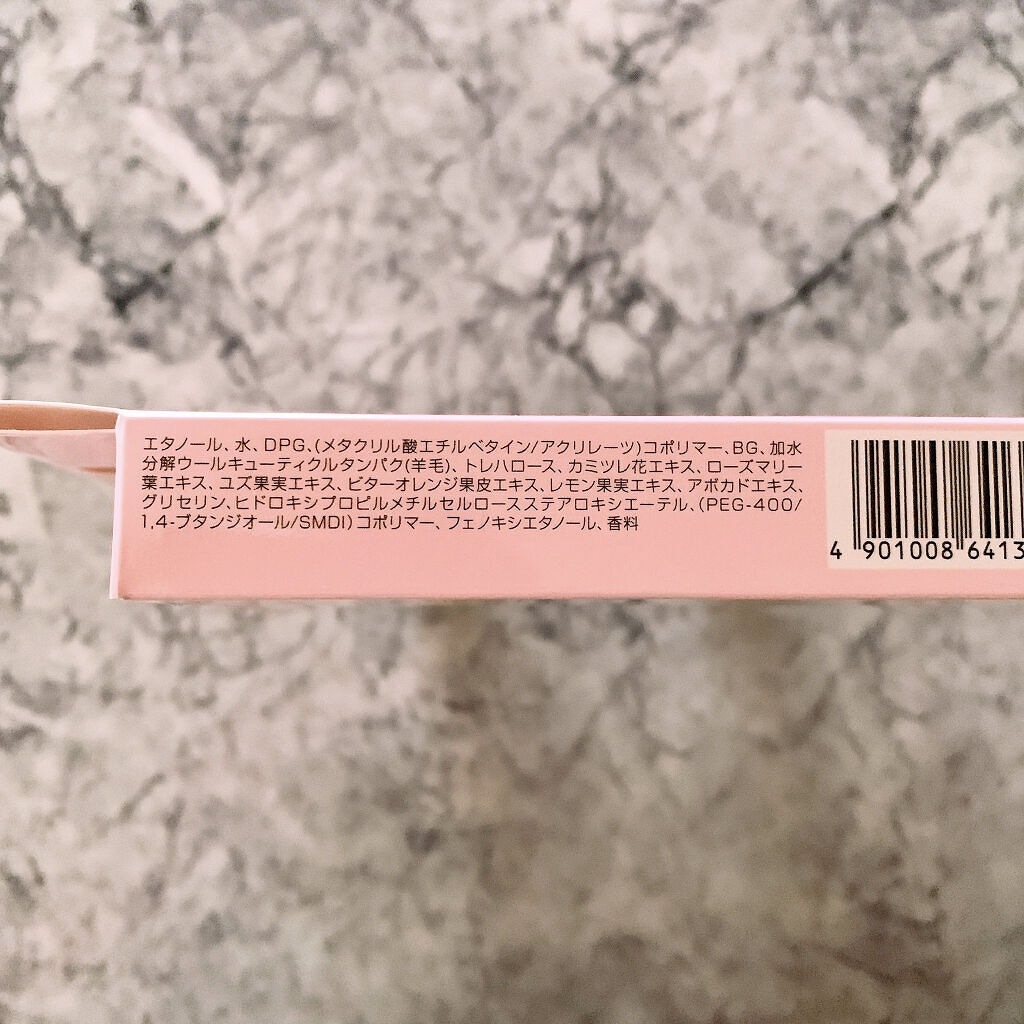 エタノール、水、DPG、(メタクリル酸エチルベタイン/アクリレーツ)コポリマー、BG、加水
分解ウールキューティクルタンパク(羊毛)、トレハロース、カミツレ花エキス、ローズマリー
葉エキス、ユズ果実エキス、ビターオレンジ果皮エキス、レモン果実エキス、アボカドエキス、
グリセリン、ヒドロキシプロピルメチルセルロースステアロキシエーテル、(PEG-400/
1,4-ブタンジオール/SMDI)コポリマー、フェノキシエタノール、香料
4 901008 6413